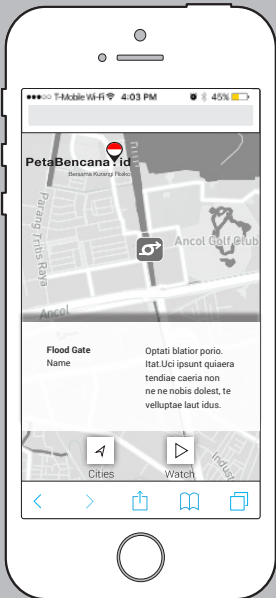 T-Mobile Wi-Fi 4:03 PM 45%
PetaBencana.id
Bersama Kurangi Risiko
Parang Tritis Raya
Ancol Golf Club
Ancol
Flood Gate
Name
Optati blatior porio.
Itat.Uci ipsunt quiaera
tendiae caeria non
ne ne nobis dolest, te
velluptae laut idus.
Indust
Cities
Watch